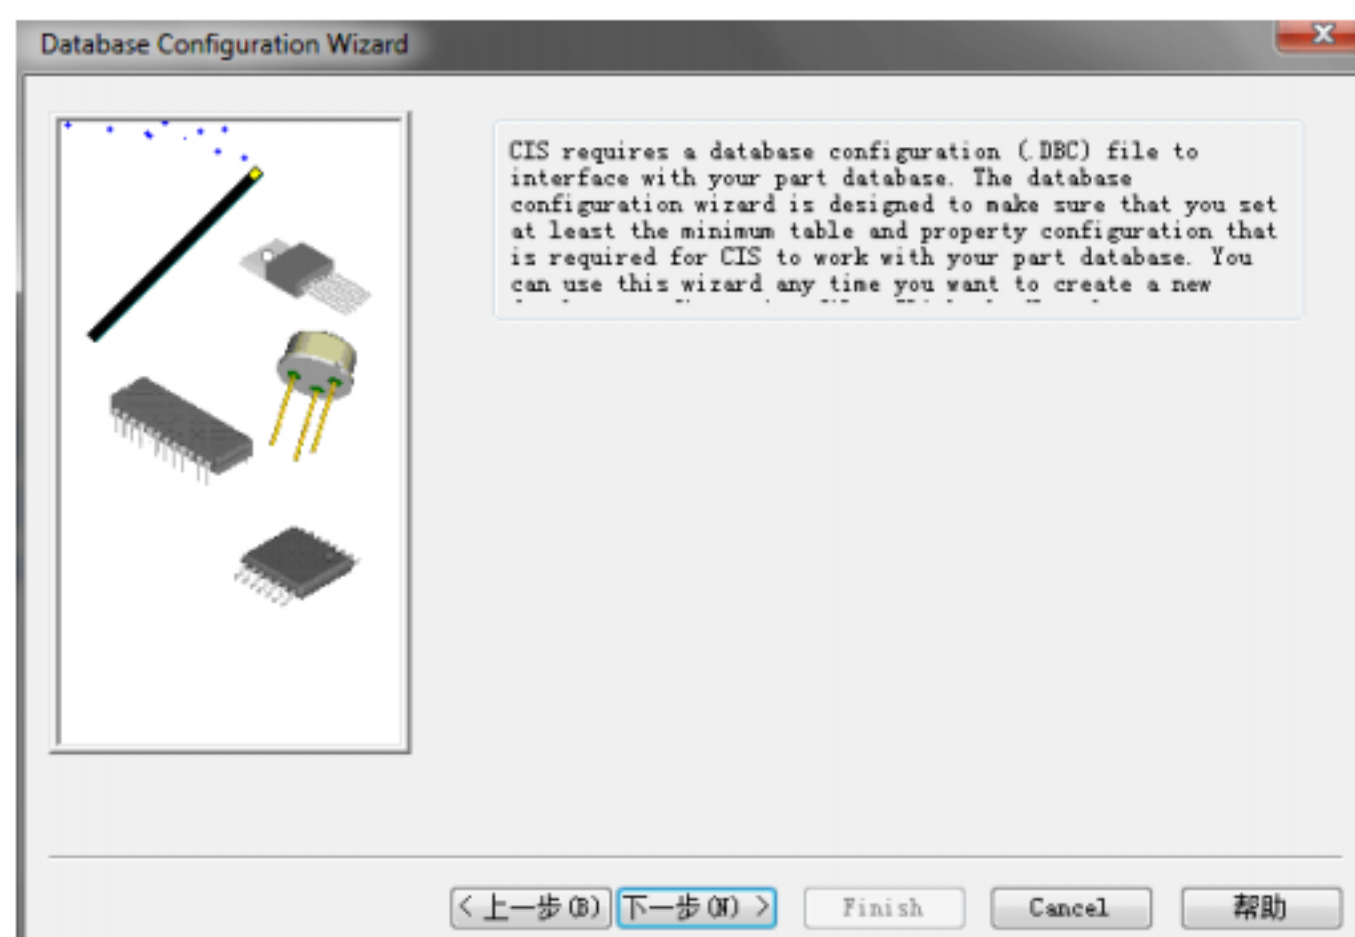 Database Configuration Wizard
CIS requires a database configuration (.DBC) file to
interface with your part database. The database
configuration wizard is designed to make sure that you set
at least the minimum table and property configuration that
is required for CIS to work with your part database. You
can use this wizard any time you want to create a new
< 上一步(B) 下一步(N) > Finish Cancel 帮助